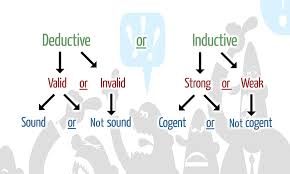 Deductive or Inductive
Valid or Invalid Strong or Weak
Sound or Not sound Cogent or Not cogent